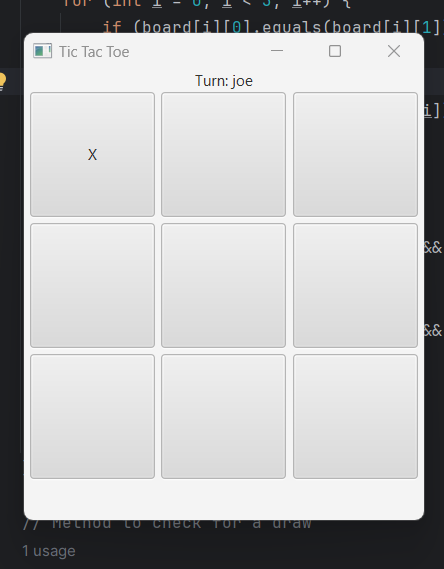 for (int i = 0; i < 3; i++) {
if (board[i][0].equals(board[i][1]
Tic Tac Toe
Turn: joe
i]
X
&&
&&
// Method to check for a draw
1 usage